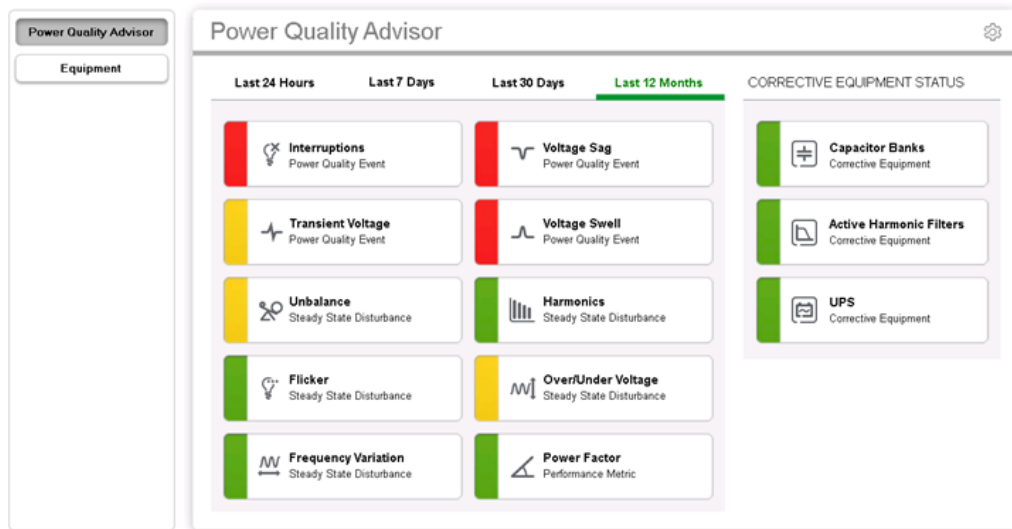 Power Quality Advisor
Equipment
Power Quality Advisor
Last 24 Hours
Last 7 Days
Last 30 Days
Last 12 Months
CORRECTIVE EQUIPMENT STATUS
Interruptions
Power Quality Event
Voltage Sag
Power Quality Event
Capacitor Banks
Corrective Equipment
Transient Voltage
Power Quality Event
Voltage Swell
Power Quality Event
Active Harmonic Filters
Corrective Equipment
Unbalance
Steady State Disturbance
Harmonics
Steady State Disturbance
UPS
Corrective Equipment
Flicker
Steady State Disturbance
Over/Under Voltage
Steady State Disturbance
Frequency Variation
Steady State Disturbance
Power Factor
Performance Metric